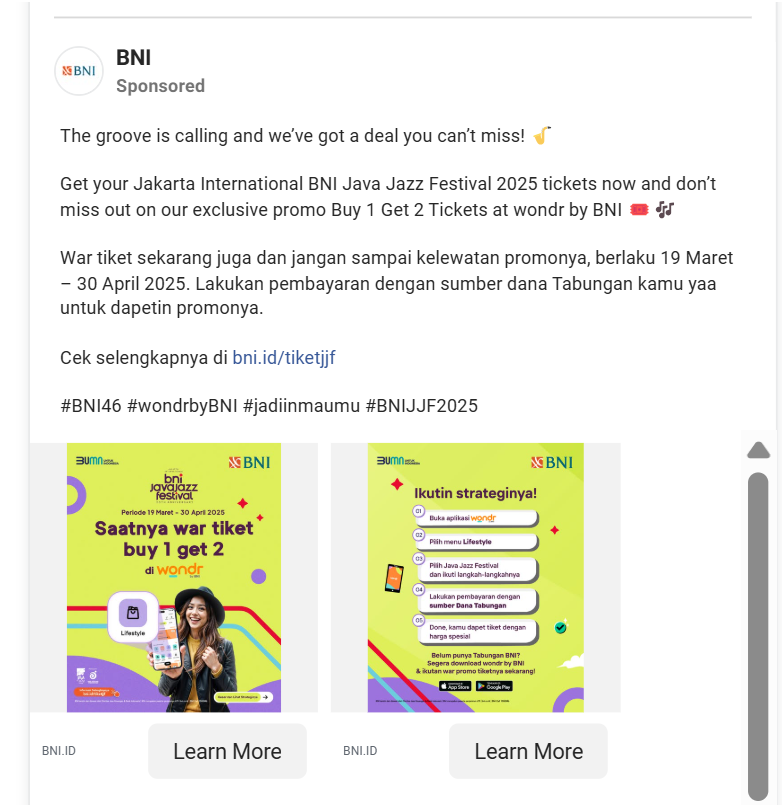 BNI
BNI
Sponsored
The groove is calling and we've got a deal you can't miss! 🎷
Get your Jakarta International BNI Java Jazz Festival 2025 tickets now and don't
miss out on our exclusive promo Buy 1 Get 2 Tickets at wondr by BNI 🎟️ 🎶
War tiket sekarang juga dan jangan sampai kelewatan promonya, berlaku 19 Maret
– 30 April 2025. Lakukan pembayaran dengan sumber dana Tabungan kamu yaa
untuk dapetin promonya.
Cek selengkapnya di bni.id/tiketjjf
#BNI46 #wondrbyBNI #jadiinmaumu #BNIJJF2025
BUMN
BNI
bni
javajazz
festival
Periode 19 Maret - 30 April 2025
Saatnya war tiket
buy 1 get 2
di wondr
Lifestyle
BUMN
BNI
Ikutin strateginya!
01
Buka aplikasi wondr
02
Pilih menu Lifestyle
03
Pilih Java Jazz Festival
dan ikuti langkah-langkahnya
04
Lakukan pembayaran dengan
sumber Dana Tabungan
05
Done, kamu dapet tiket dengan
harga spesial
Belum punya Tabungan BNI?
Segera download wondr by BNI
& ikutan war promo tiketnya sekarang!
App Store
Google Play
BNI.ID
Learn More
BNI.ID
Learn More